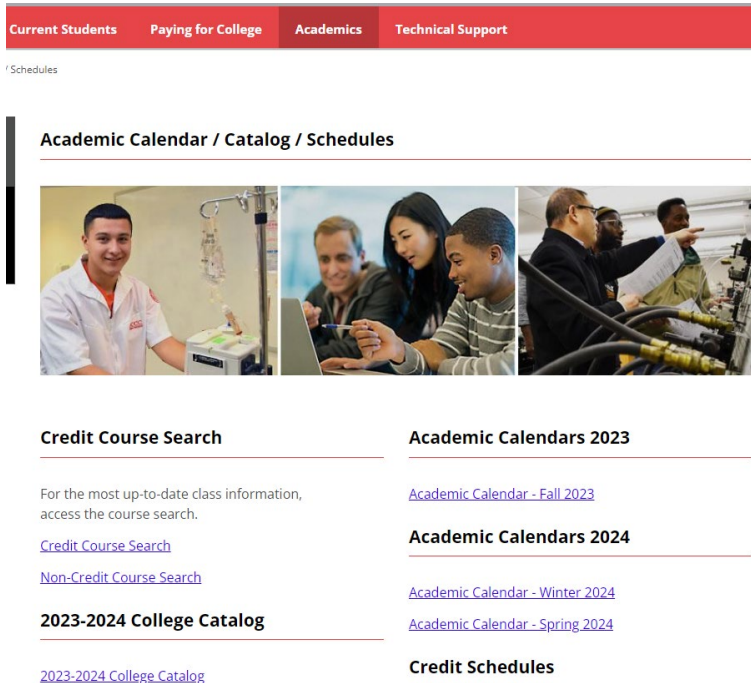 Current Students Paying for College Academics Technical Support
/ Schedules
Academic Calendar / Catalog / Schedules
Credit Course Search
For the most up-to-date class information,
access the course search.
Credit Course Search
Non-Credit Course Search
2023-2024 College Catalog
2023-2024 College Catalog
Academic Calendars 2023
Academic Calendar - Fall 2023
Academic Calendars 2024
Academic Calendar - Winter 2024
Academic Calendar - Spring 2024
Credit Schedules